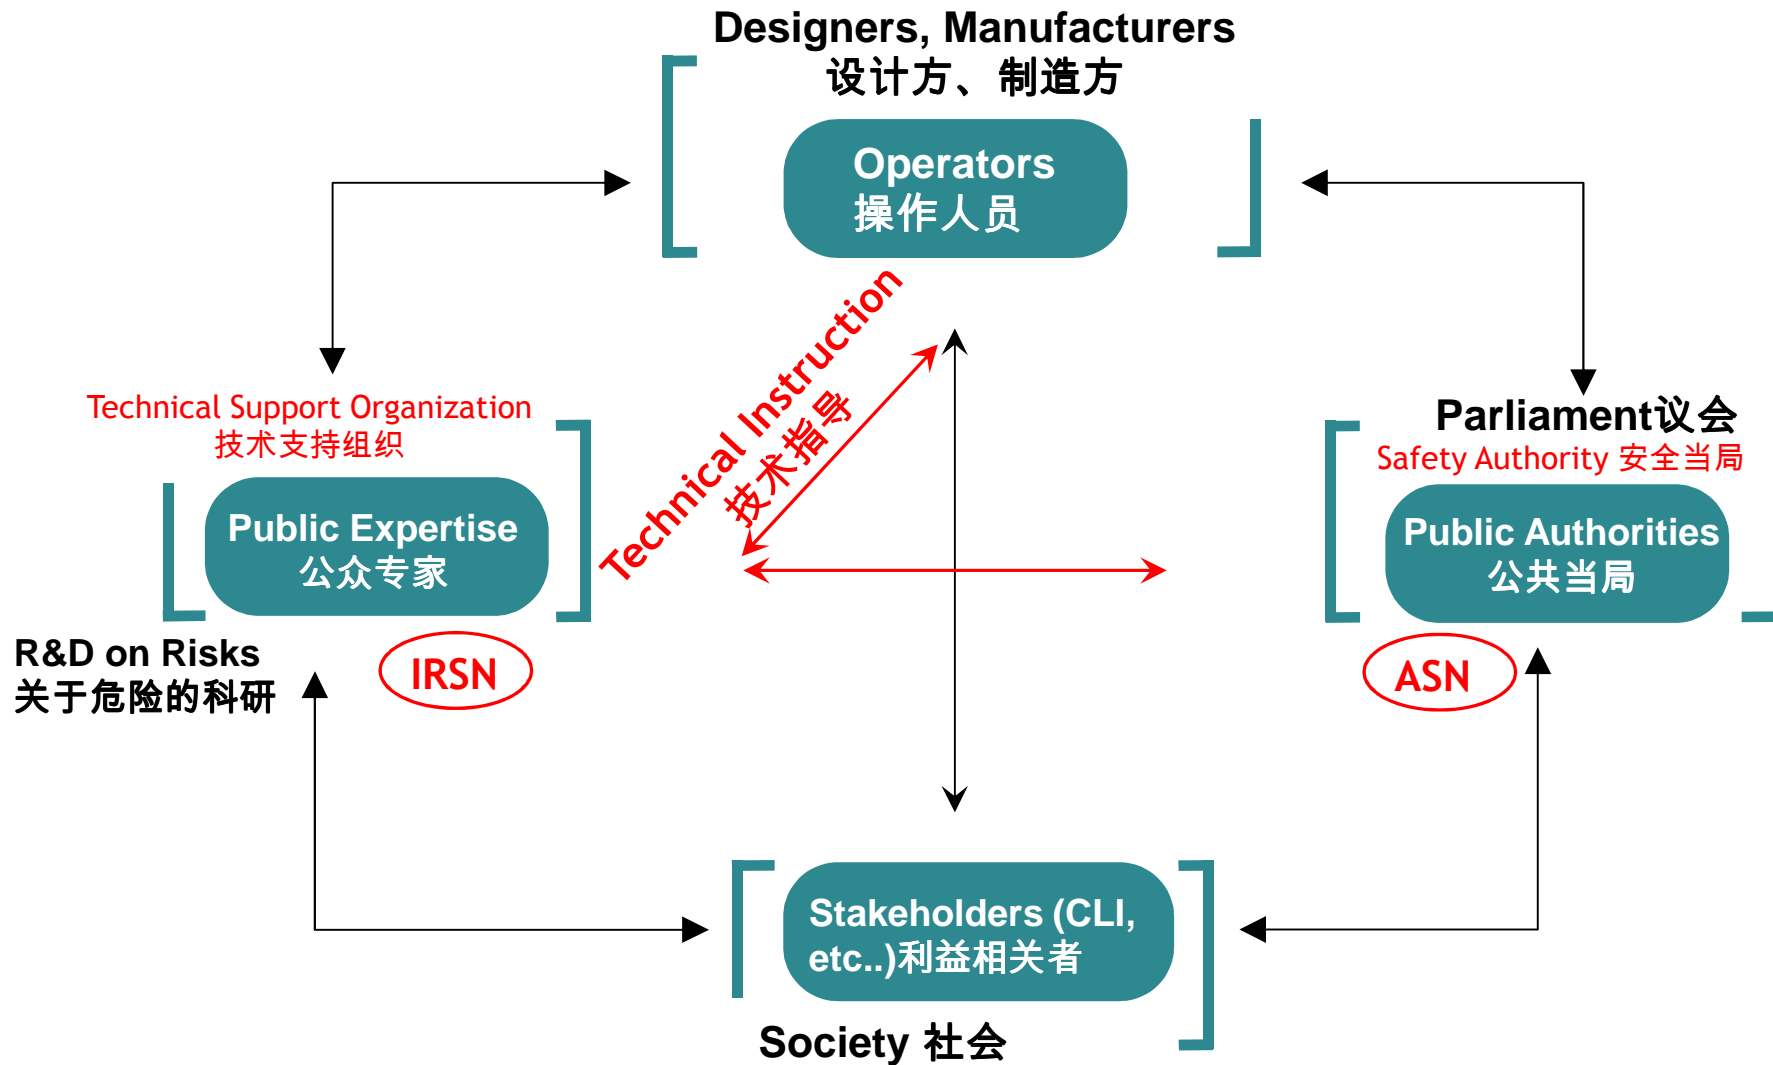 Designers, Manufacturers
设计方、制造方
Operators
操作人员
Technical Instruction
技术指导
Technical Support Organization
技术支持组织
Public Expertise
公众专家
IRSN
R&D on Risks
关于危险的科研
Parliament议会
Safety Authority 安全当局
Public Authorities
公共当局
ASN
Stakeholders (CLI,
etc..)利益相关者
Society 社会